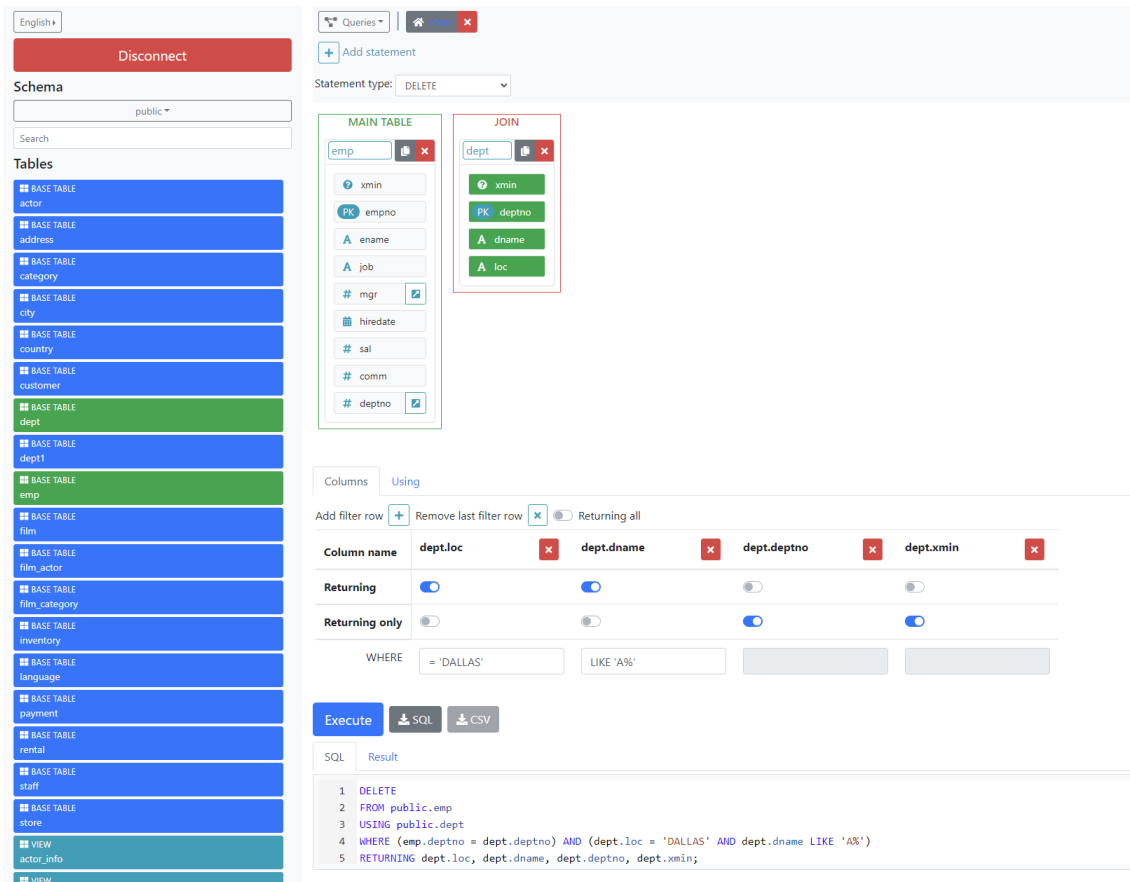 English
Disconnect
Schema
public
Search
Tables
BASE TABLE
actor
BASE TABLE
address
BASE TABLE
category
BASE TABLE
city
BASE TABLE
country
BASE TABLE
customer
BASE TABLE
dept
BASE TABLE
dept1
BASE TABLE
emp
BASE TABLE
film
BASE TABLE
film_actor
BASE TABLE
film_category
BASE TABLE
inventory
BASE TABLE
language
BASE TABLE
payment
BASE TABLE
rental
BASE TABLE
staff
BASE TABLE
store
VIEW
actor_info
VIEW
Queries
Add statement
Statement type: DELETE
MAIN TABLE
emp
xmin
PK empno
A ename
A job
# mgr
hiredate
# sal
# comm
# deptno
JOIN
dept
xmin
PK deptno
A dname
A loc
Columns Using
Add filter row + Remove last filter row × Returning all
Column name dept.loc dept.dname dept.deptno dept.xmin
Returning
Returning only
WHERE = 'DALLAS' LIKE 'A%'
Execute SQL CSV
SQL Result
1 DELETE
2 FROM public.emp
3 USING public.dept
4 WHERE (emp.deptno = dept.deptno) AND (dept.loc = 'DALLAS' AND dept.dname LIKE 'A%')
5 RETURNING dept.loc, dept.dname, dept.deptno, dept.xmin;